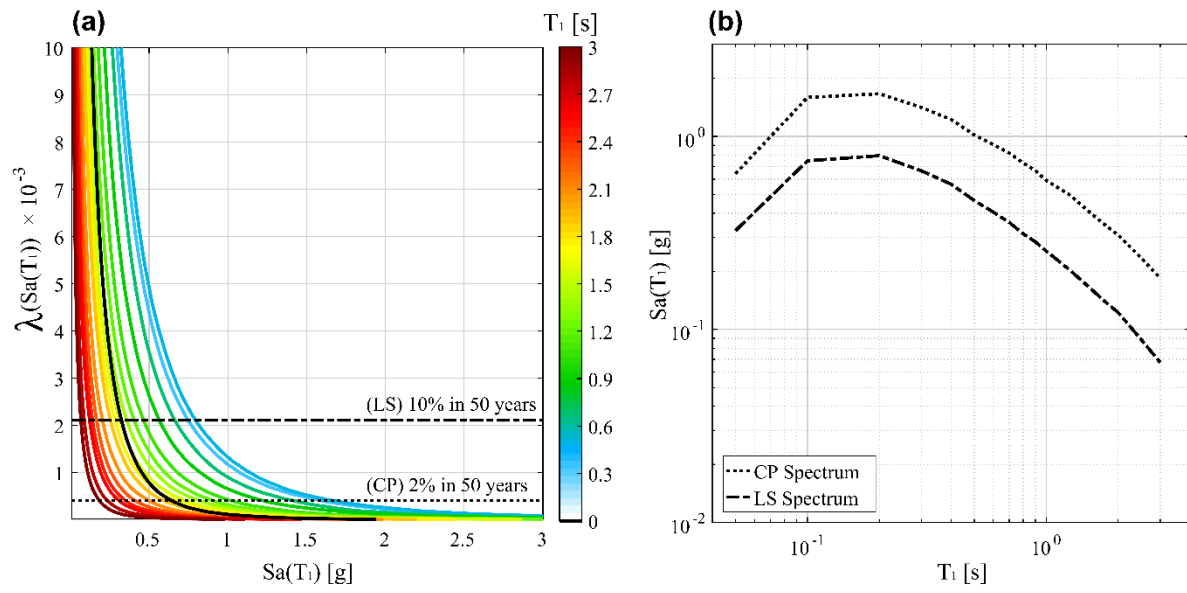 (a)
T₁ [s]
λ(Sa(T₁)) × 10⁻³
10
9
8
7
6
5
4
3
2
1
(LS) 10% in 50 years
(CP) 2% in 50 years
0.5
1
1.5
2
2.5
3
Sa(T₁) [g]
3
2.7
2.4
2.1
1.8
1.5
1.2
0.9
0.6
0.3
0
(b)
Sa(T₁) [g]
10⁰
10⁻¹
10⁻²
CP Spectrum
LS Spectrum
10⁻¹
10⁰
T₁ [s]